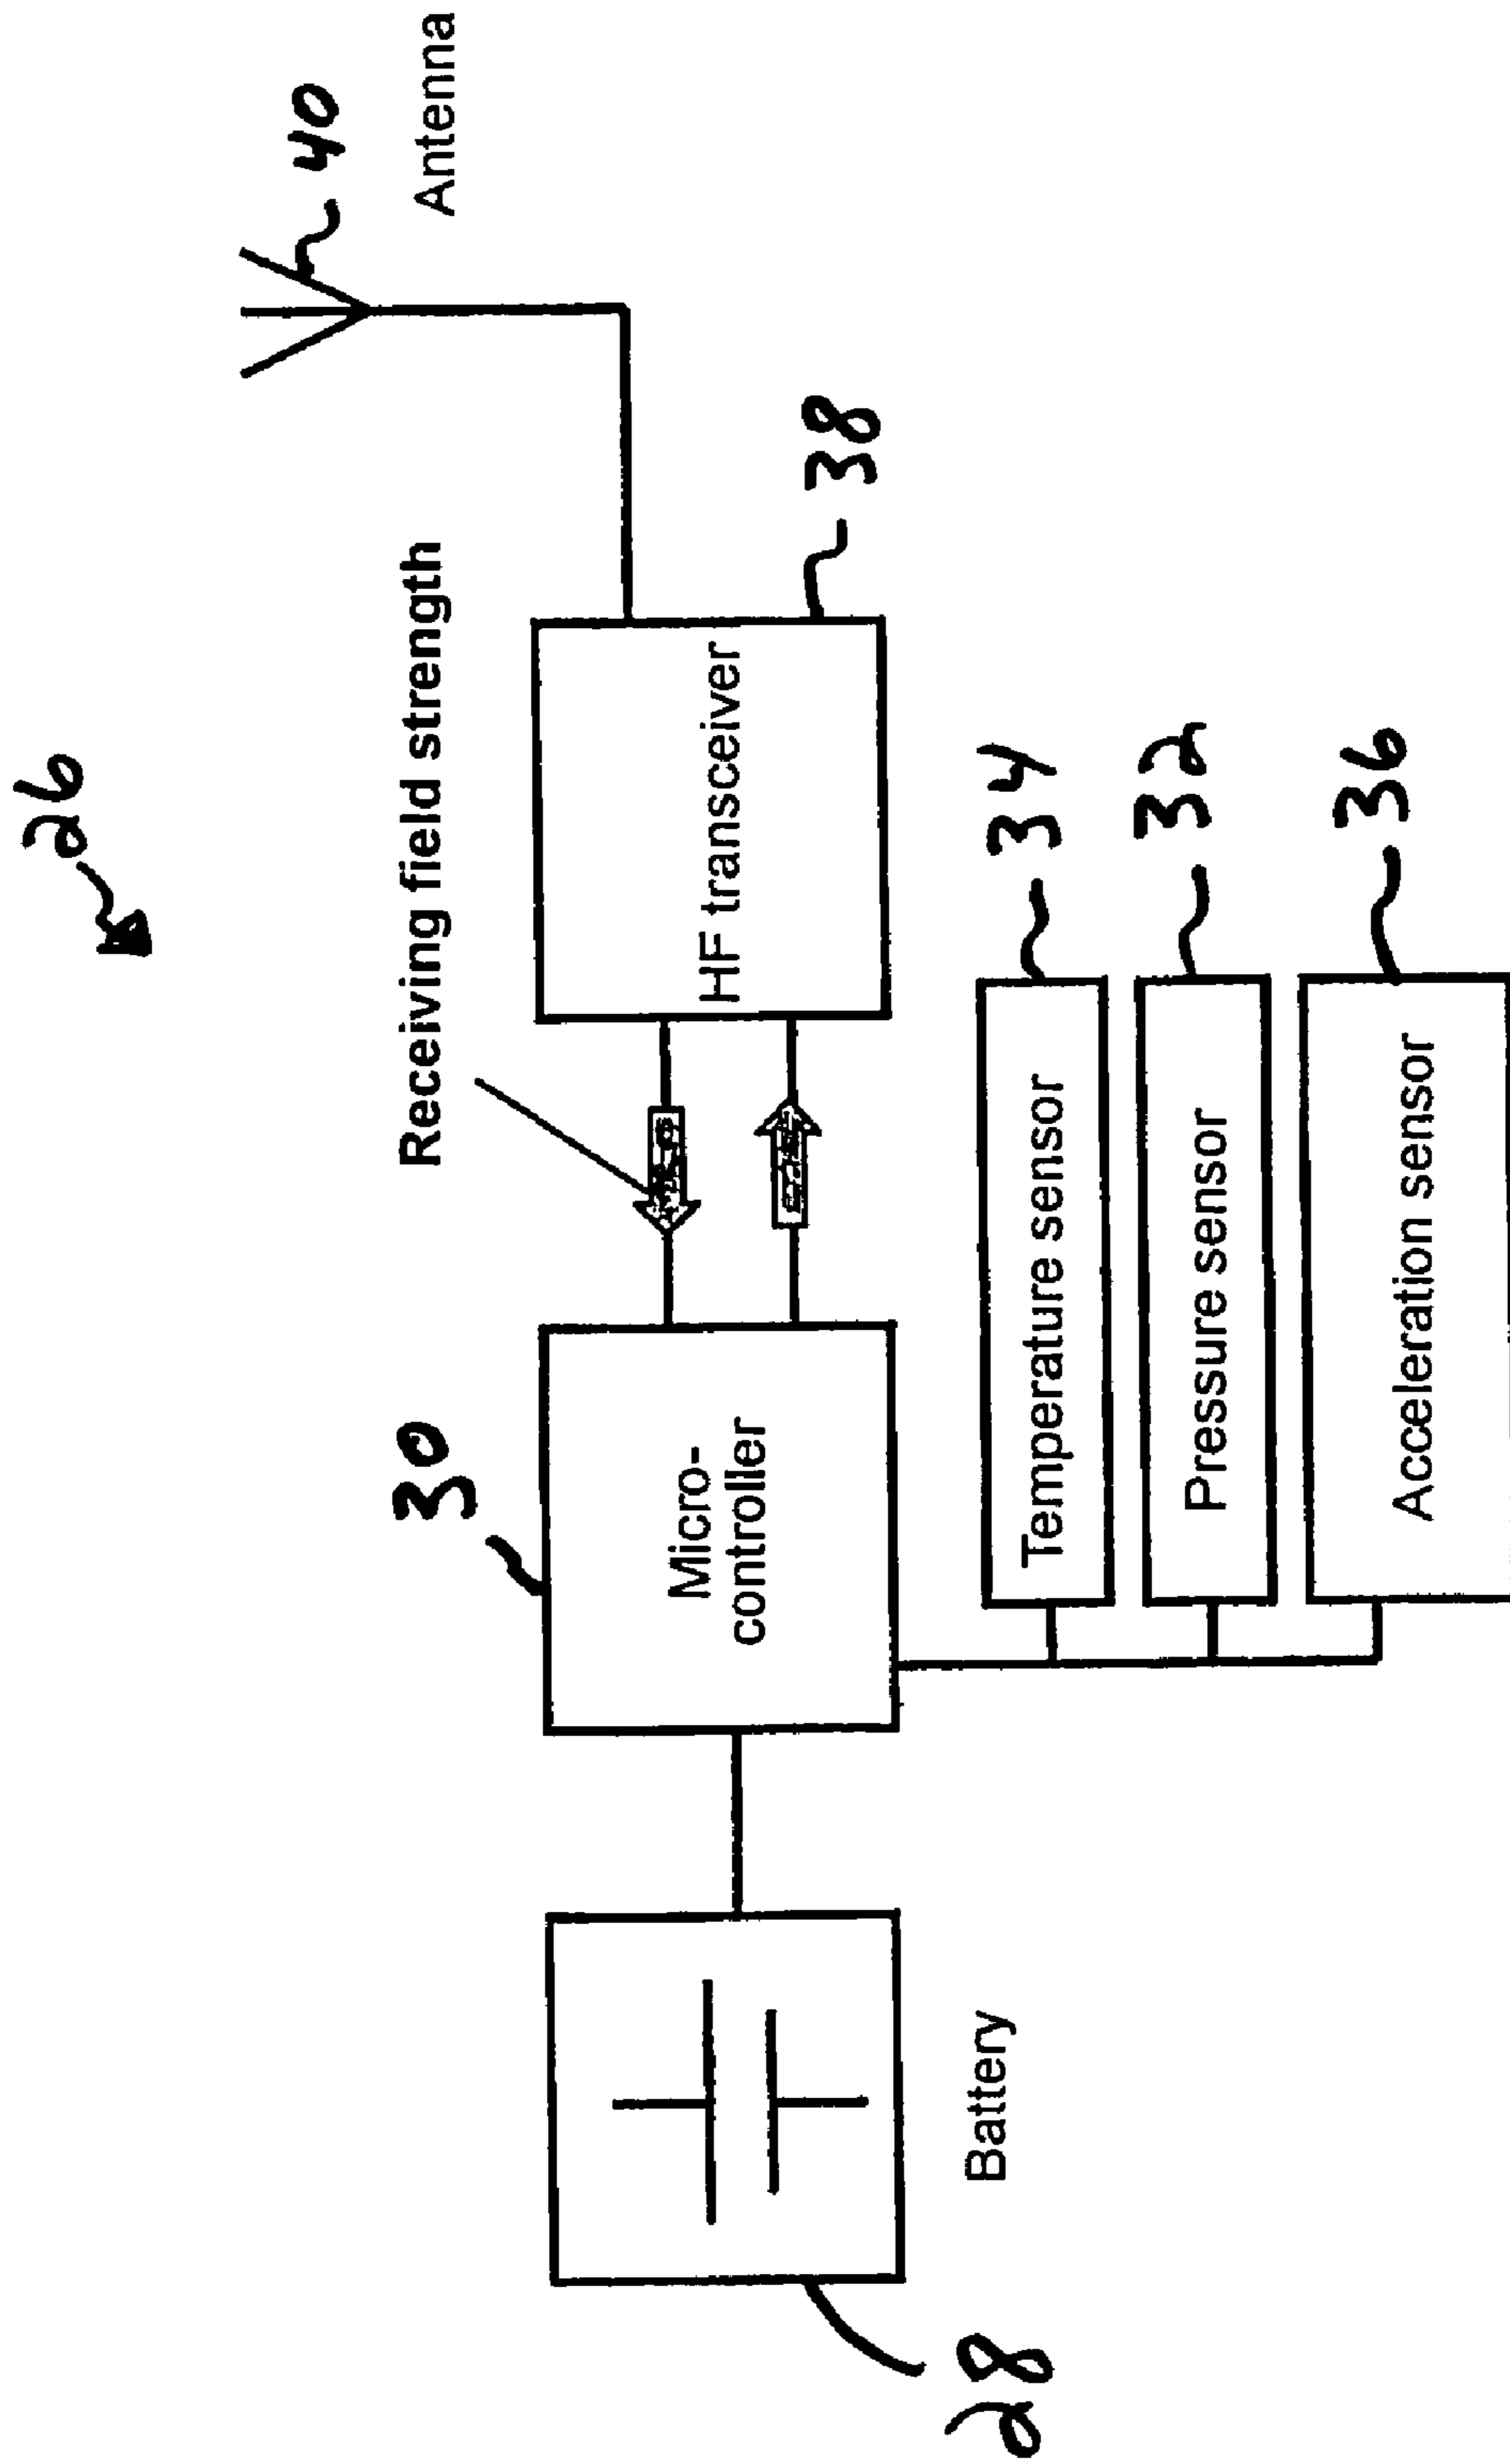 26
40
Antenna
Receiving field strength
30
HF transceiver
38
Micro-
controller
28
Battery
Temperature sensor
34
Pressure sensor
32
Acceleration sensor
36